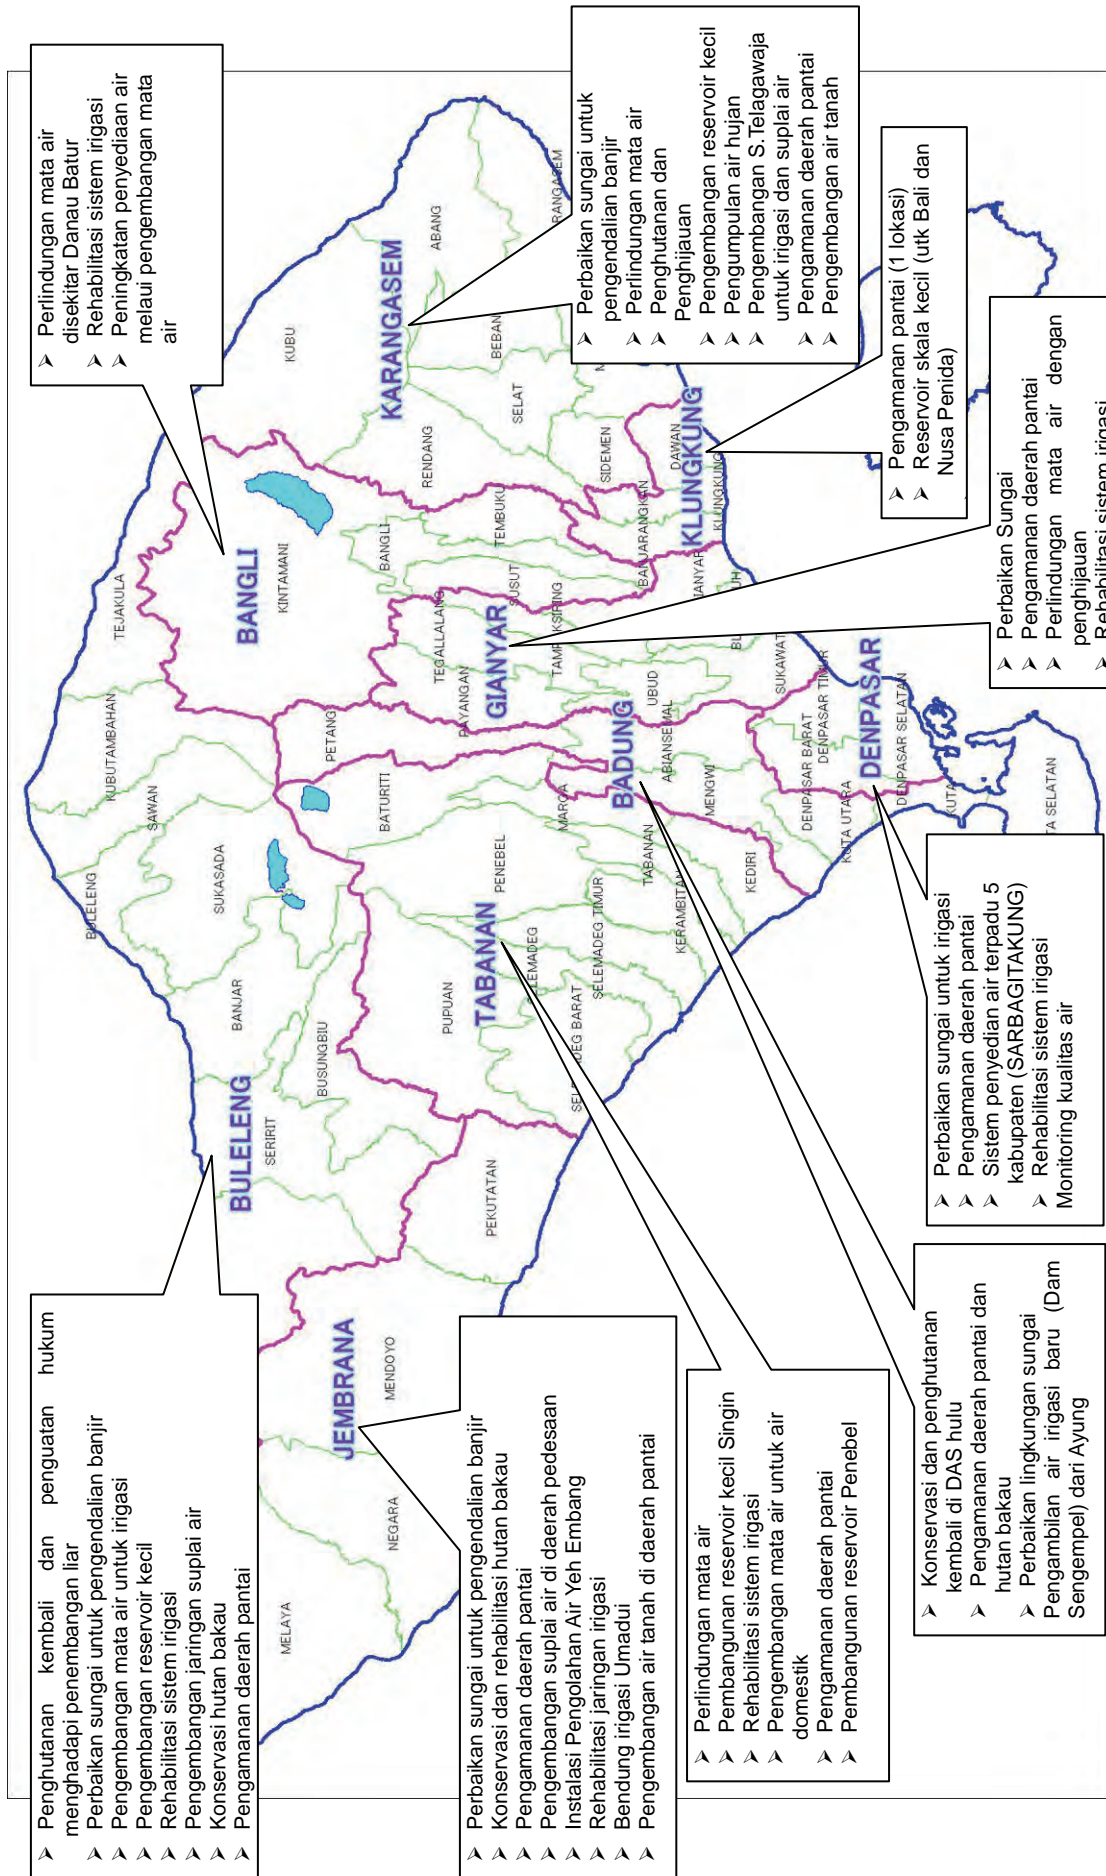 ➢ Penghutanan kembali dan penguatan hukum
menghadapi penembangan liar
➢ Perbaikan sungai untuk pengendalian banjir
➢ Pengembangan mata air untuk irigasi
➢ Pengembangan reservoir kecil
➢ Rehabilitasi sistem irigasi
➢ Pengembangan jaringan suplai air
➢ Konservasi hutan bakau
➢ Pengamanan daerah pantai
➢ Perlindungan mata air
disekitar Danau Batur
➢ Rehabilitasi sistem irigasi
➢ Peningkatan penyediaan air
melaui pengembangan mata
air
➢ Perbaikan sungai untuk
pengendalian banjir
➢ Perlindungan mata air
➢ Penghutanan dan
Penghijauan
➢ Pengembangan reservoir kecil
➢ Pengumpulan air hujan
➢ Pengembangan S.Telagawaja
untuk irigasi dan suplai air
➢ Pengamanan daerah pantai
➢ Pengembangan air tanah
➢ Pengamanan pantai (1 lokasi)
➢ Reservoir skala kecil (utk Bali dan
Nusa Penida)
➢ Perbaikan Sungai
➢ Pengamanan daerah pantai
➢ Perlindungan mata air dengan
penghijauan
➢ Rehabilitasi sistem irigasi
➢ Perbaikan sungai untuk irigasi
➢ Pengamanan daerah pantai
➢ Sistem penyedian air terpadu 5
kabupaten (SARBAGITAKUNG)
➢ Rehabilitasi sistem irigasi
Monitoring kualitas air
➢ Konservasi dan penghutanan
kembali di DAS hulu
➢ Pengamanan daerah pantai dan
hutan bakau
➢ Perbaikan lingkungan sungai
Pengambilan air irigasi baru (Dam
Sengempel) dari Ayung
➢ Perlindungan mata air
➢ Pembangunan reservoir kecil Singin
➢ Rehabilitasi sistem irigasi
➢ Pengembangan mata air untuk air
domestik
➢ Pengamanan daerah pantai
➢ Pembangunan reservoir Penebel
➢ Perbaikan sungai untuk pengendalian banjir
➢ Konservasi dan rehabilitasi hutan bakau
➢ Pengamanan daerah pantai
➢ Pengembangan suplai air di daerah pedesaan
➢ Instalasi Pengolahan Air Yeh Embang
➢ Rehabilitasi jaringan irigasi
➢ Bendung irigasi Umadui
➢ Pengembangan air tanah di daerah pantai
JEMBRANA
MELAYA
NEGARA
MENDOYO
PEKUTATAN
BULELENG
SERIRIT
BUSUNGBIU
BANJAR
SUKASADA
BULELENG
SAWAN
KUBUTAMBAHAN
TEJAKULA
TABANAN
PUPUAN
PENEBEL
BATURITI
MARGA
SELEMADEG TIMUR
KERAMBITAN
TABANAN
KEDIRI
BADUNG
PETANG
ABIANSEMAL
MENGWI
KUTA UTARA
KUTA
TA SELATAN
DENPASAR
DENPASAR BARAT
DENPASAR TIMUR
DENPASAR SELATAN
GIANYAR
PAYANGAN
TEGALLALANG
UBUD
BANGLI
KINTAMANI
BANGLI
SUSUT
TEMBUKU
KLUNGKUNG
BANJARANGKAN
KLUNGKUNG
DAWAN
KARANGASEM
KUBU
ABANG
RENDANG
SELAT
SIDEMEN
BEBAN
RANGASEM